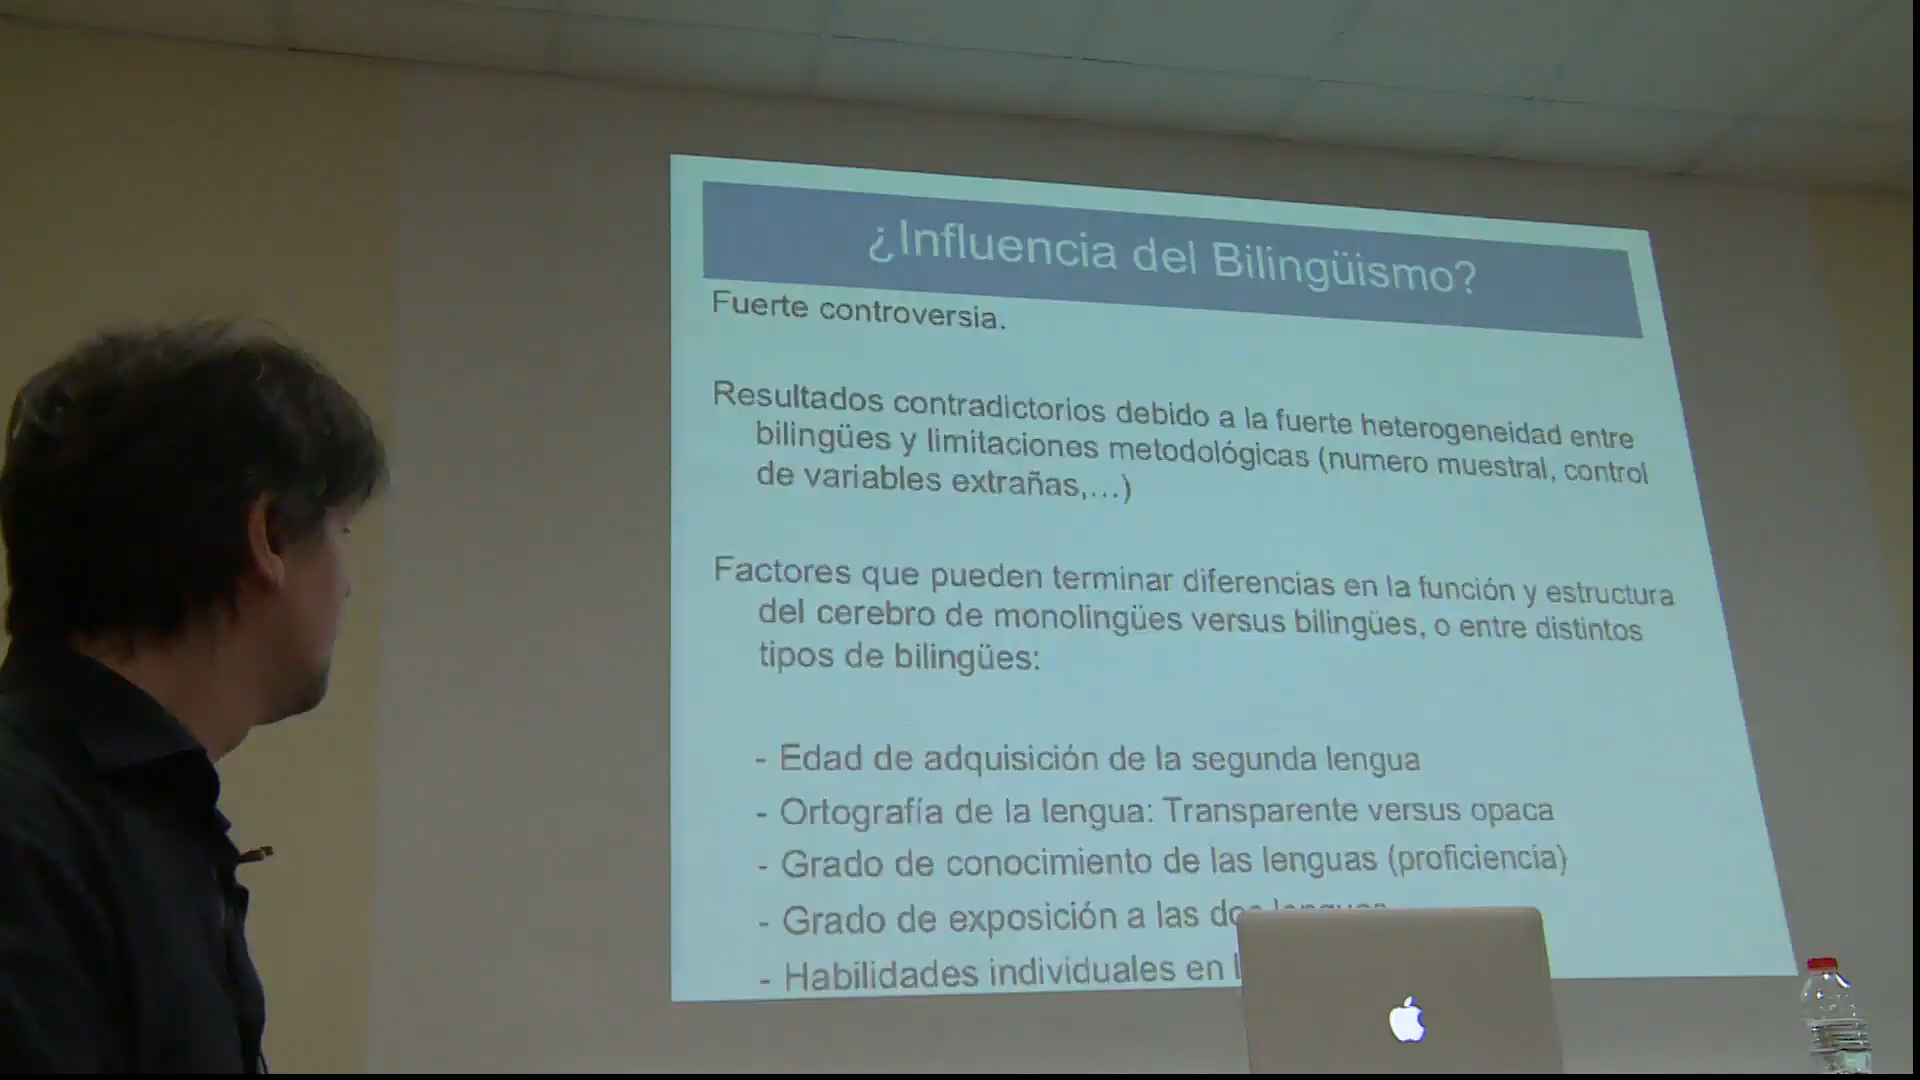 ¿Influencia del Bilingüismo?
Fuerte controversia.
Resultados contradictorios debido a la fuerte heterogeneidad entre
bilingües y limitaciones metodológicas (numero muestral, control
de variables extrañas,...)
Factores que pueden terminar diferencias en la función y estructura
del cerebro de monolingües versus bilingües, o entre distintos
tipos de bilingües:
- Edad de adquisición de la segunda lengua
- Ortografía de la lengua: Transparente versus opaca
- Grado de conocimiento de las lenguas (proficiencia)
- Grado de exposición a las dos lenguas
- Habilidades individuales en